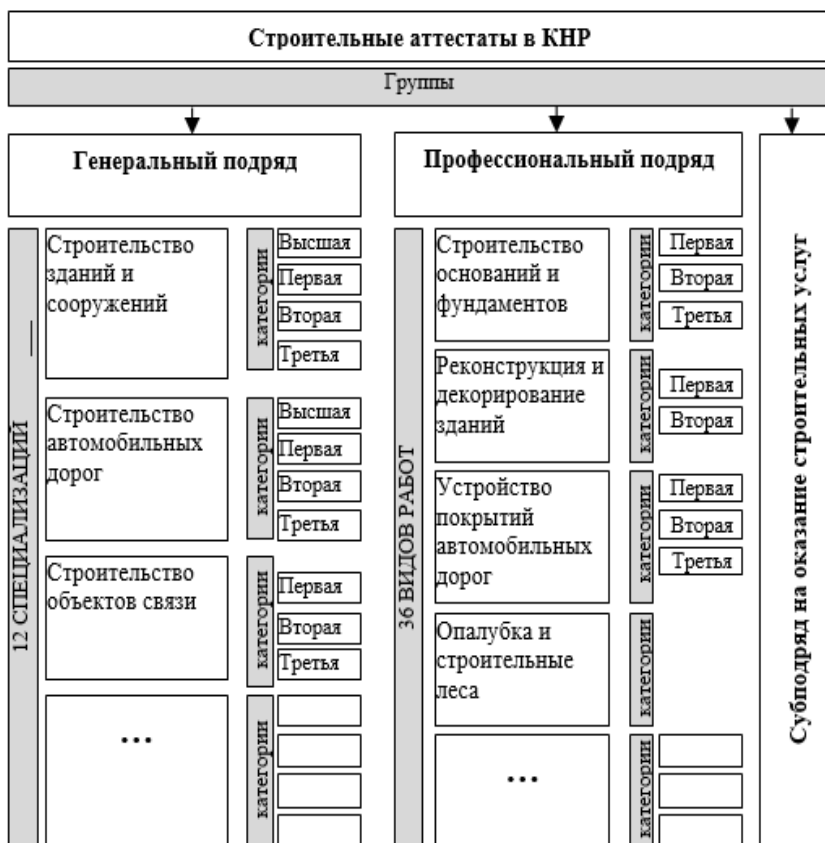 Строительные аттестаты в КНР
Группы
Генеральный подряд
12 СПЕЦИАЛИЗАЦИЙ
Строительство
зданий и
сооружений
категории
Высшая
Первая
Вторая
Третья
Строительство
автомобильных
дорог
категории
Высшая
Первая
Вторая
Третья
Строительство
объектов связи
категории
Первая
Вторая
Третья
...
категории
Профессиональный подряд
36 ВИДОВ РАБОТ
Строительство
оснований и
фундаментов
категории
Первая
Вторая
Третья
Реконструкция и
декорирование
зданий
категории
Первая
Вторая
Устройство
покрытий
автомобильных
дорог
категории
Первая
Вторая
Третья
Опалубка и
строительные
леса
категории
...
категории
Субподряд на оказание строительных услуг